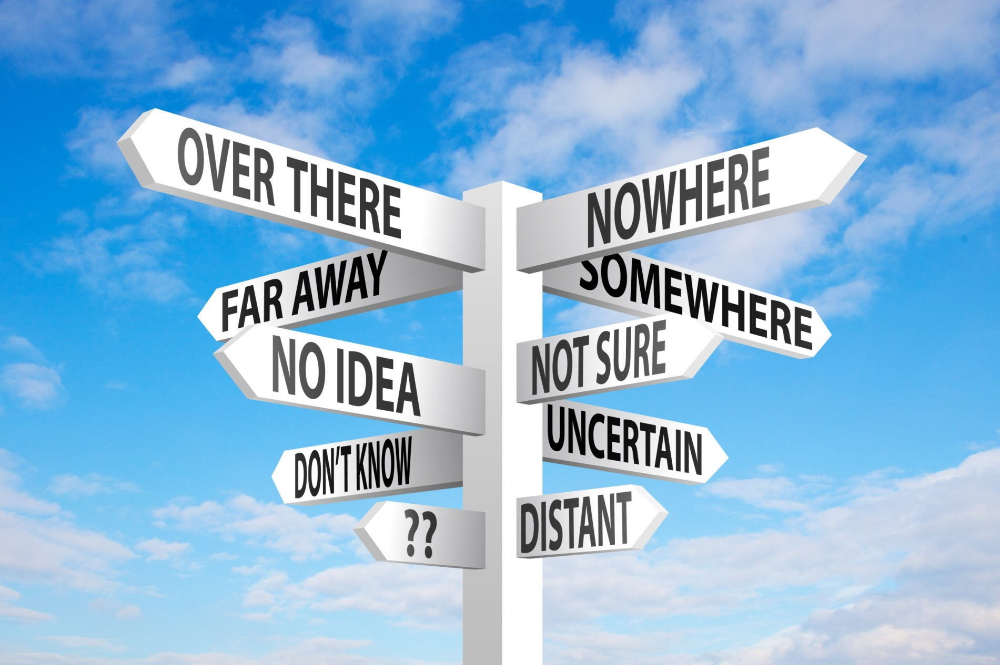 OVER THERE
NOWHERE
FAR AWAY
SOMEWHERE
NO IDEA
NOT SURE
DON'T KNOW
UNCERTAIN
??
DISTANT